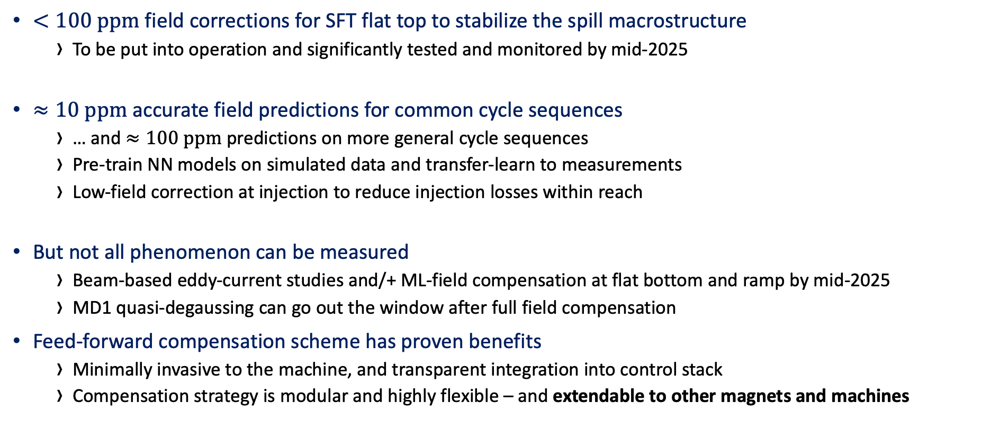 • < 100 ppm field corrections for SFT flat top to stabilize the spill macrostructure
› To be put into operation and significantly tested and monitored by mid-2025
• ≈ 10 ppm accurate field predictions for common cycle sequences
› ... and ≈ 100 ppm predictions on more general cycle sequences
› Pre-train NN models on simulated data and transfer-learn to measurements
› Low-field correction at injection to reduce injection losses within reach
• But not all phenomenon can be measured
› Beam-based eddy-current studies and/+ ML-field compensation at flat bottom and ramp by mid-2025
› MD1 quasi-degaussing can go out the window after full field compensation
• Feed-forward compensation scheme has proven benefits
› Minimally invasive to the machine, and transparent integration into control stack
› Compensation strategy is modular and highly flexible – and extendable to other magnets and machines